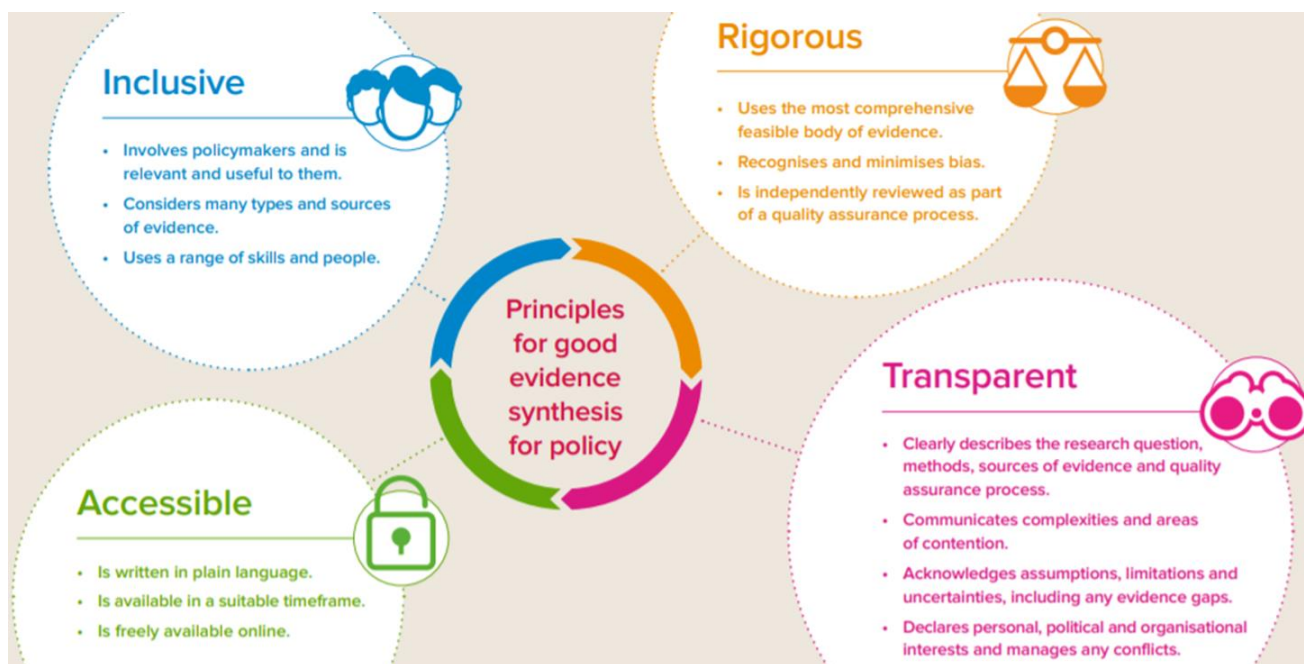 Inclusive
• Involves policymakers and is
relevant and useful to them.
• Considers many types and sources
of evidence.
• Uses a range of skills and people.
Rigorous
• Uses the most comprehensive
feasible body of evidence.
• Recognises and minimises bias.
• Is independently reviewed as part
of a quality assurance process.
Principles
for good
evidence
synthesis
for policy
Transparent
• Clearly describes the research question,
methods, sources of evidence and quality
assurance process.
• Communicates complexities and areas
of contention.
• Acknowledges assumptions, limitations and
uncertainties, including any evidence gaps.
• Declares personal, political and organisational
interests and manages any conflicts.
Accessible
• Is written in plain language.
• Is available in a suitable timeframe.
• Is freely available online.